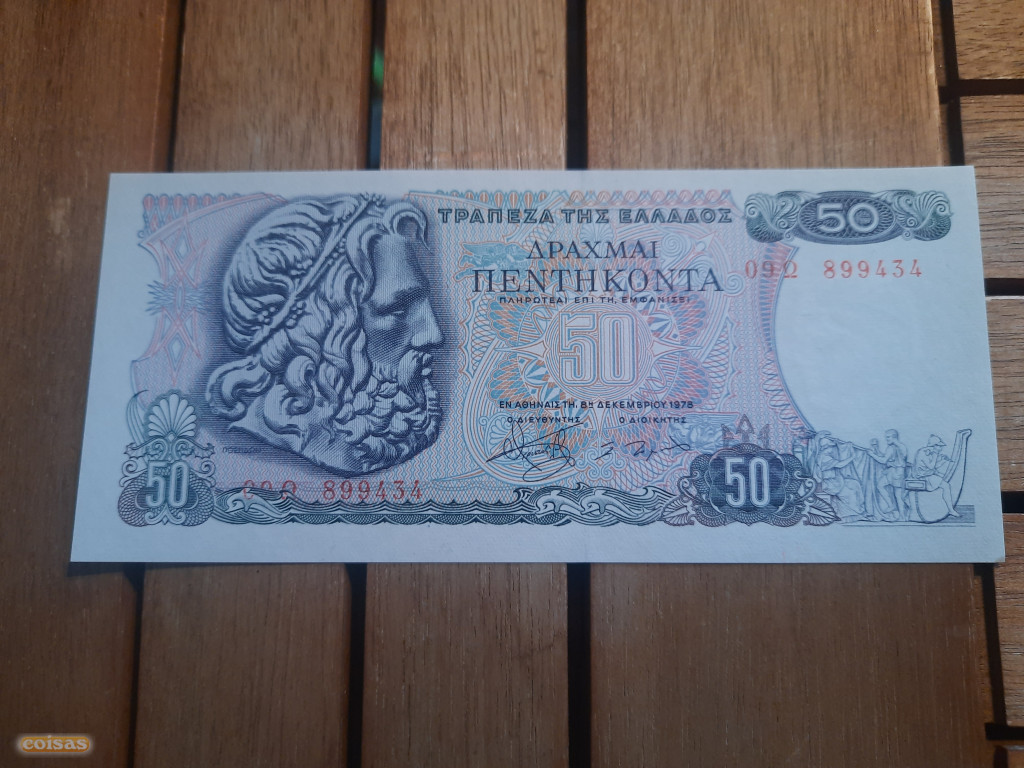 ΤΡΑΠΕΖΑ ΤΗΣ ΕΛΛΑΔΟΣ
50
ΔΡΑΧΜΑΙ
ΠΕΝΤΗΚΟΝΤΑ
09Ω 899434
ΠΛΗΡΩΤΕΑΙ ΕΠΙ ΤΗ, ΕΜΦΑΝΙΣΕΙ
50
ΕΝ ΑΘΗΝΑΙΣ ΤΗ, 8η ΔΕΚΕΜΒΡΙΟΥ 1978
Ο ΔΙΕΥΘΥΝΤΗΣ Ο ΔΙΟΙΚΗΤΗΣ
ΠΟΣΕΙΔΩΝ
50
09Ω 899434
50
coisas